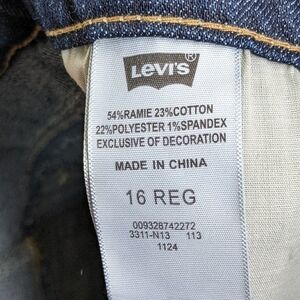 Levi's®
54%RAMIE 23%COTTON
22%POLYESTER 1%SPANDEX
EXCLUSIVE OF DECORATION
MADE IN CHINA
16 REG
009328742272
3311-N13 113
1124